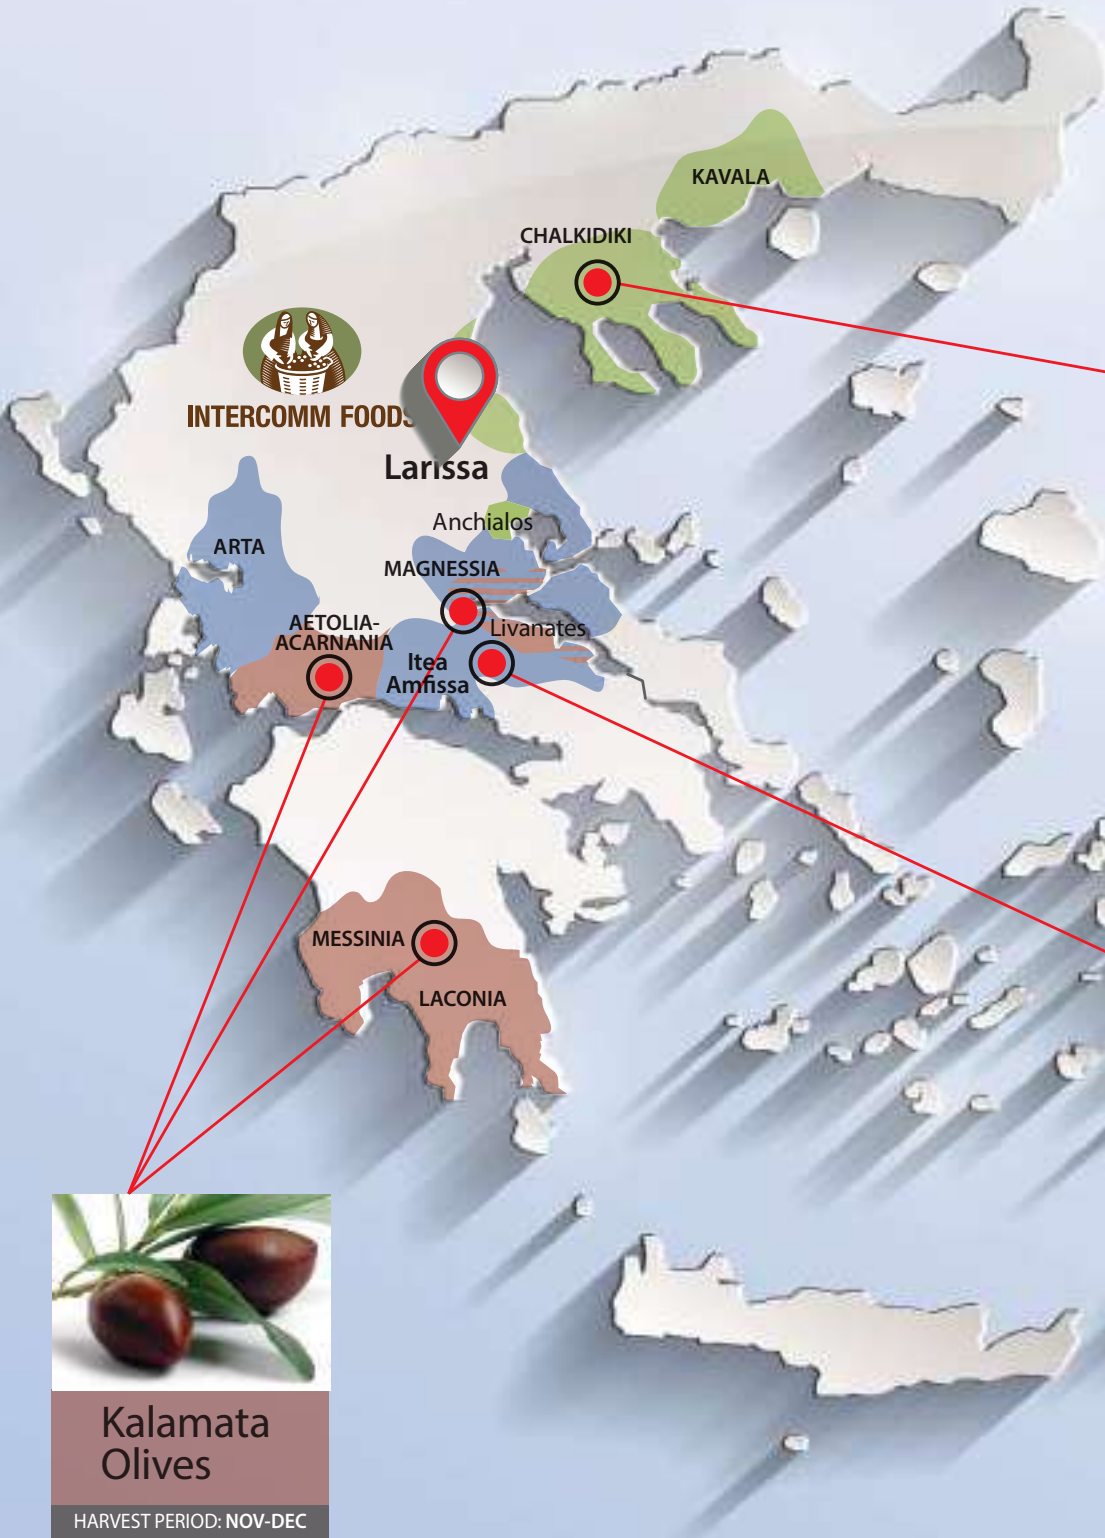 KAVALA
CHALKIDIKI
INTERCOMM FOODS
Larissa
Anchialos
ARTA
MAGNESSIA
AETOLIA-
ACARNANIA
Livanates
Itea
Amfissa
MESSINIA
LACONIA
Kalamata
Olives
HARVEST PERIOD: NOV-DEC